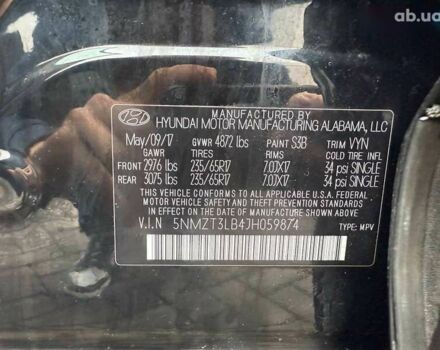 ab.ua
MANUFACTURED BY
HYUNDAI MOTOR MANUFACTURING ALABAMA, LLC
May/09/17 GVWR 4872 lbs PAINT S3B TRIM VYN
GAWR TIRES RIMS COLD TIRE INFL
FRONT 2976 lbs 235/65R17 7.0JX17 34 psi SINGLE
REAR 3075 lbs 235/65R17 7.0JX17 34 psi SINGLE
THIS VEHICLE CONFORMS TO ALL APPLICABLE U.S.A. FEDERAL
MOTOR VEHICLE SAFETY AND THEFT PREVENTION STANDARDS
IN EFFECT ON THE DATE OF MANUFACTURE SHOWN ABOVE.
V.I.N 5NMZT3LB4JH059874 TYPE: MPV